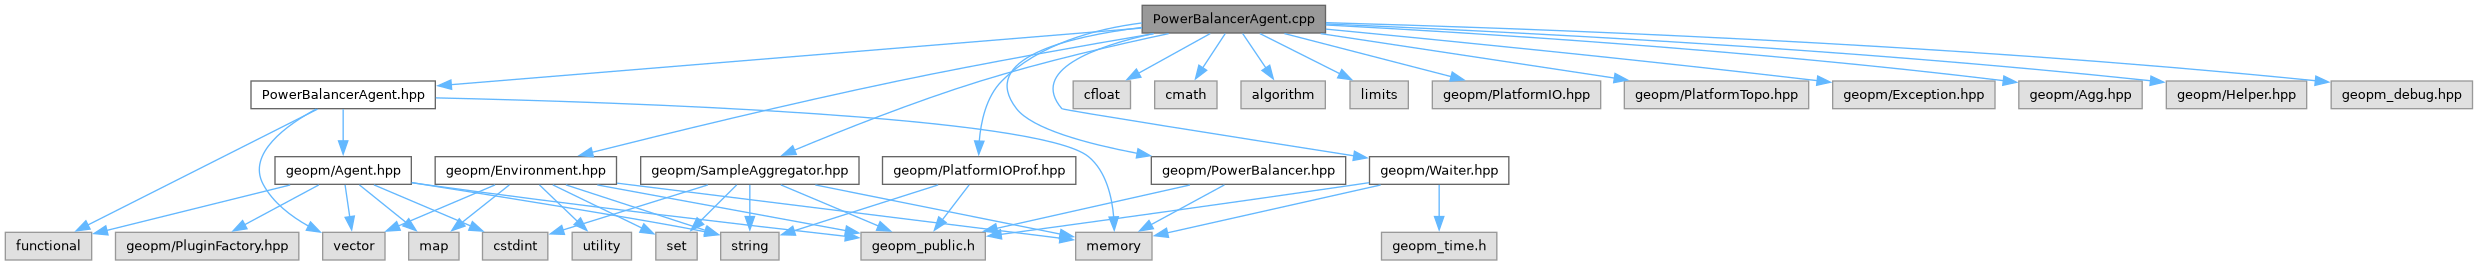 PowerBalancerAgent.cpp
PowerBalancerAgent.hpp
cfloat
cmath
algorithm
limits
geopm/PlatformIO.hpp
geopm/PlatformTopo.hpp
geopm/Exception.hpp
geopm/Agg.hpp
geopm/Helper.hpp
geopm_debug.hpp
geopm/Agent.hpp
geopm/Environment.hpp
geopm/SampleAggregator.hpp
geopm/PlatformIOProf.hpp
geopm/PowerBalancer.hpp
geopm/Waiter.hpp
functional
geopm/PluginFactory.hpp
vector
map
cstdint
utility
set
string
geopm_public.h
memory
geopm_time.h